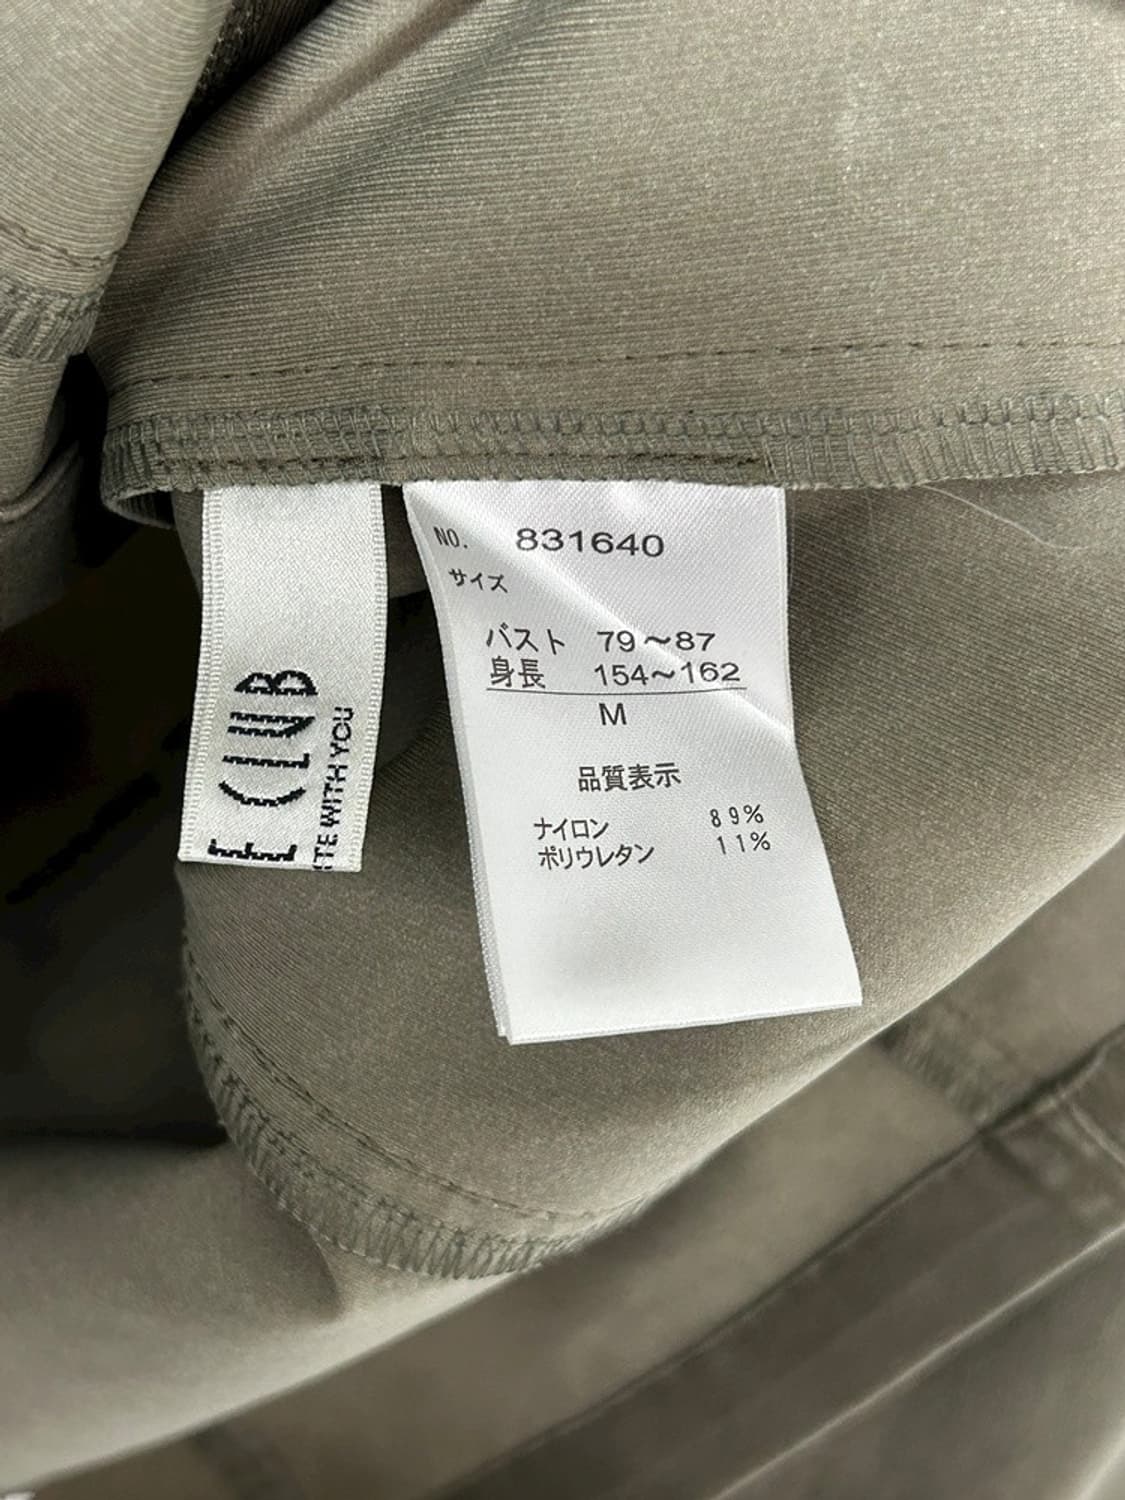 NO. 831640
サイズ
バスト 79～87
身長 154～162
M
品質表示
ナイロン 89%
ポリウレタン 11%
CLUB
WITH YOU